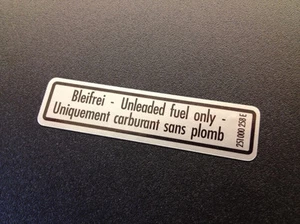 Bleifrei - Unleaded fuel only -
Uniquement carburant sans plomb
251 000 258 E